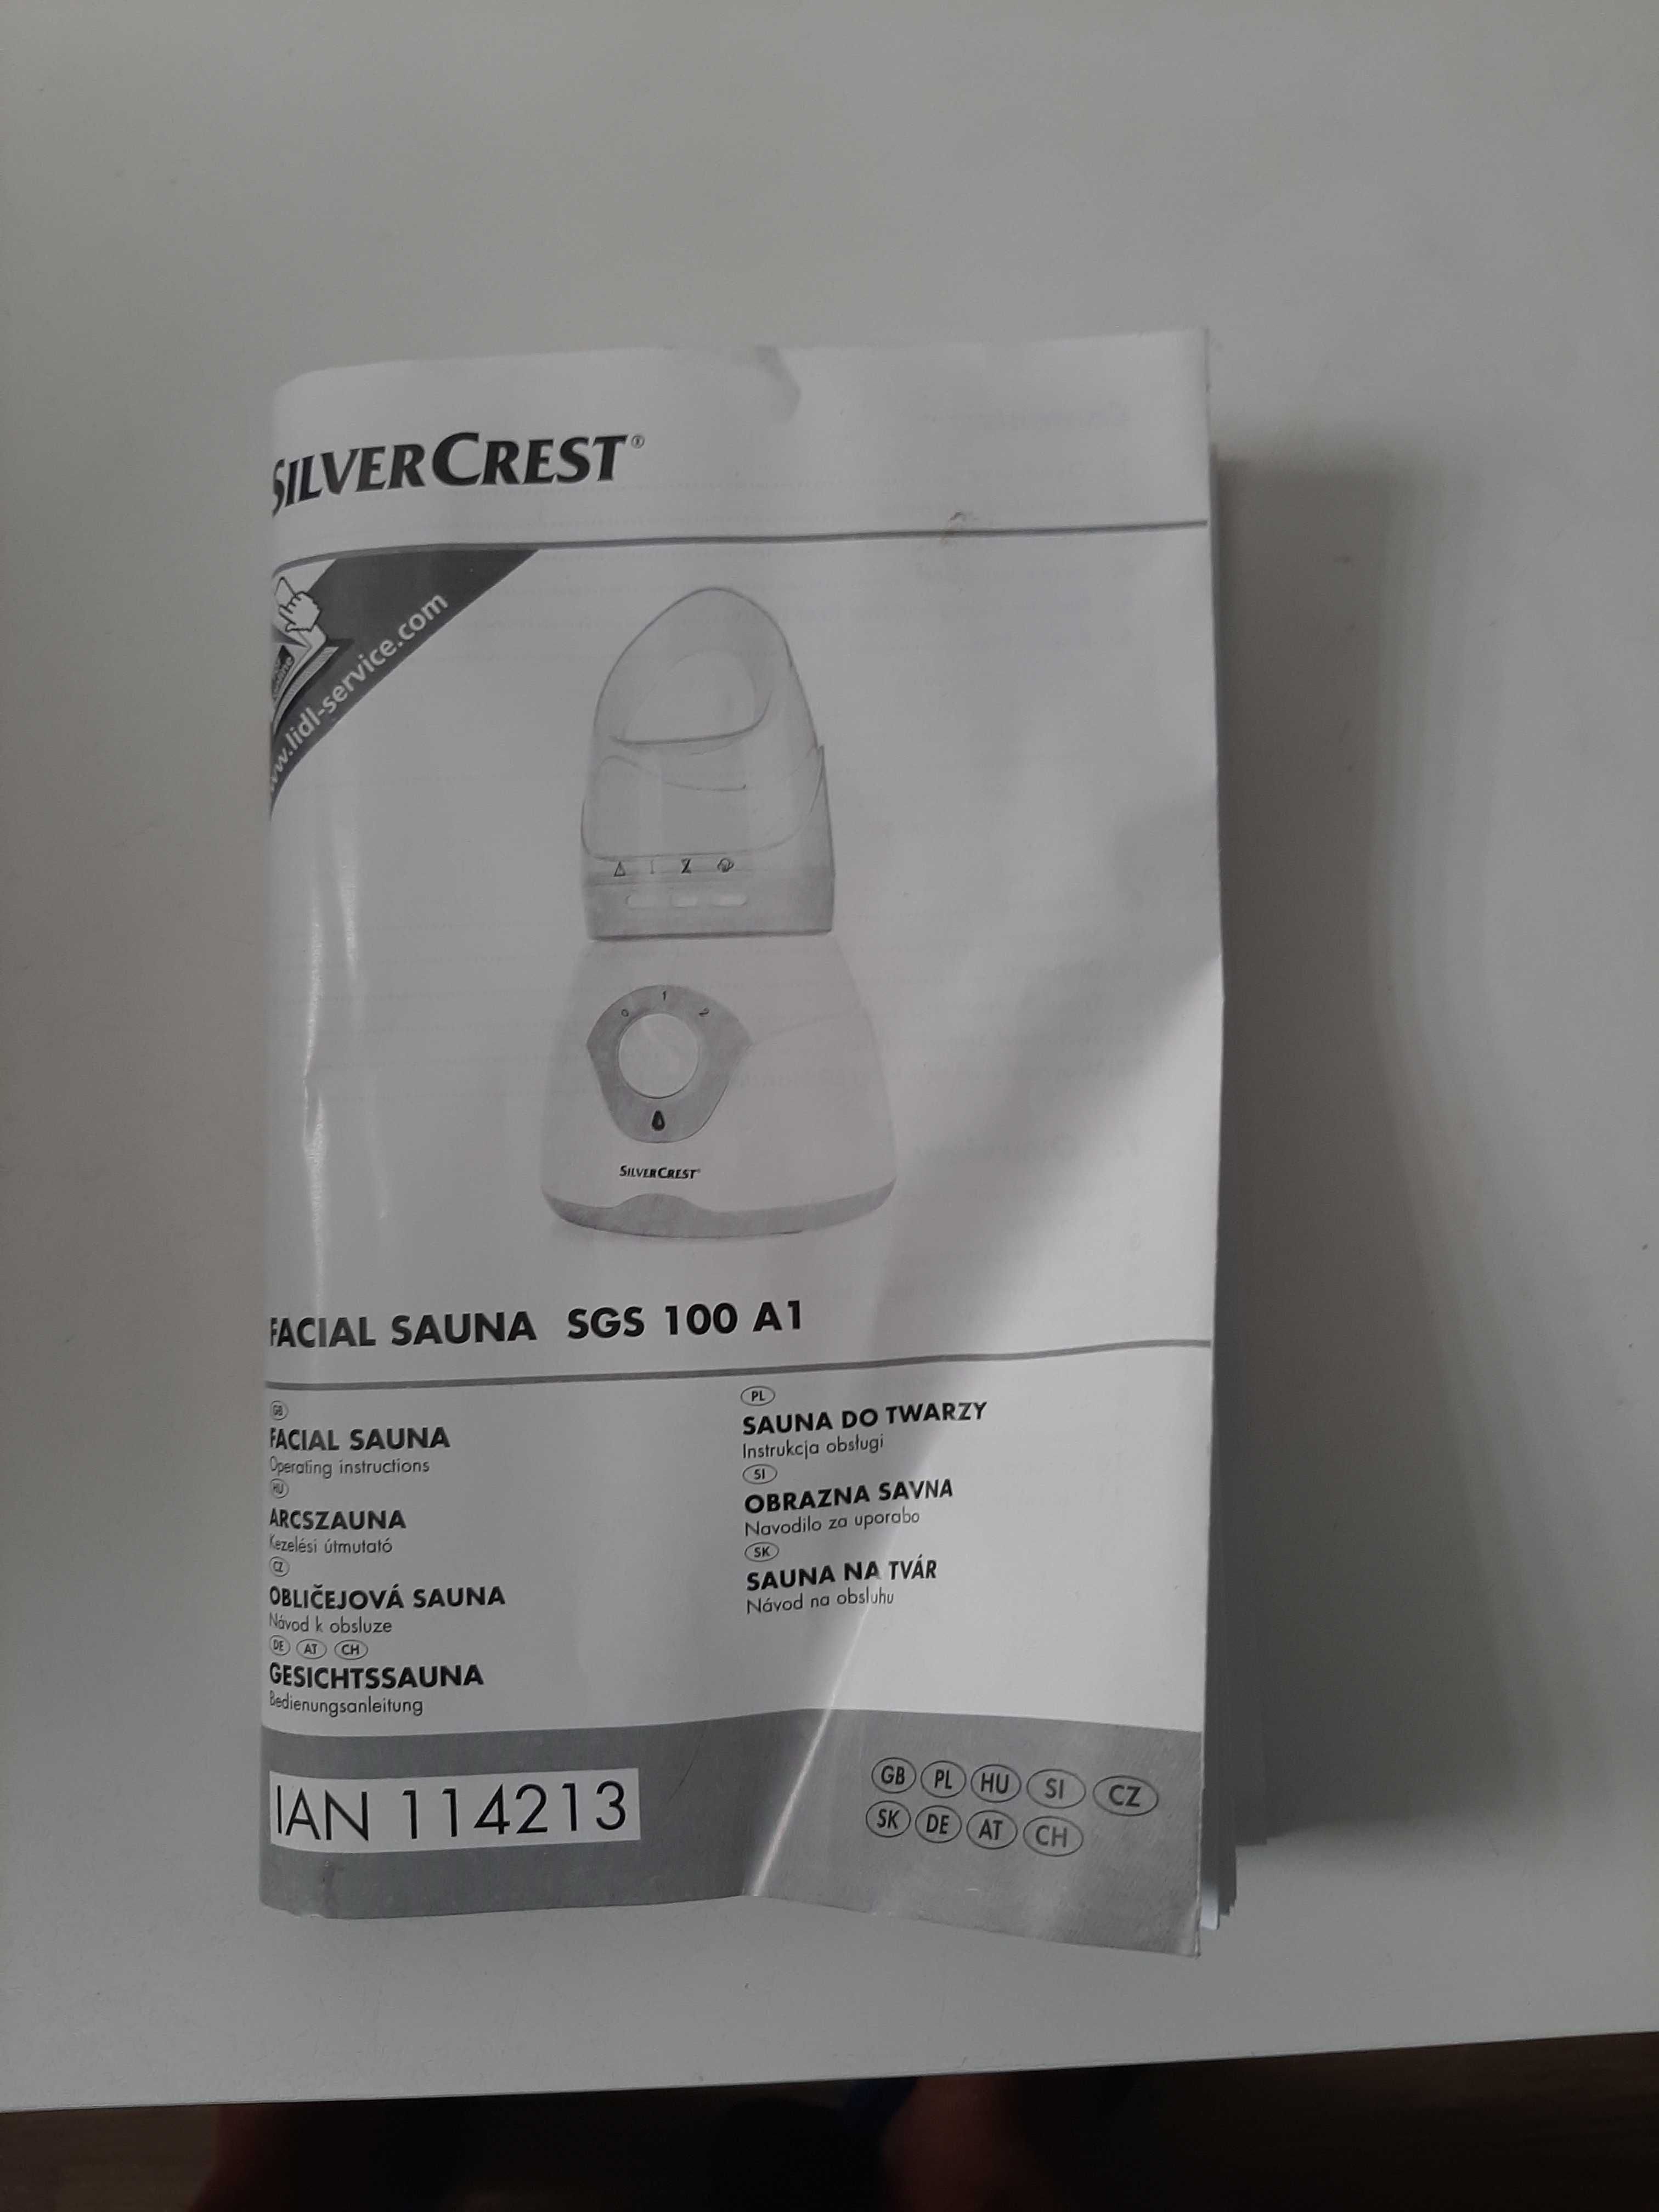 SILVERCREST®
www.lidl-service.com
0 1 2
SILVERCREST®
FACIAL SAUNA SGS 100 A1
GB
FACIAL SAUNA
Operating instructions
HU
ARCSZAUNA
Kezelési útmutató
CZ
OBLIČEJOVÁ SAUNA
Návod k obsluze
DE AT CH
GESICHTSSAUNA
Bedienungsanleitung
PL
SAUNA DO TWARZY
Instrukcja obsługi
SI
OBRAZNA SAVNA
Navodilo za uporabo
SK
SAUNA NA TVÁR
Návod na obsluhu
IAN 114213
GB PL HU SI CZ
SK DE AT CH